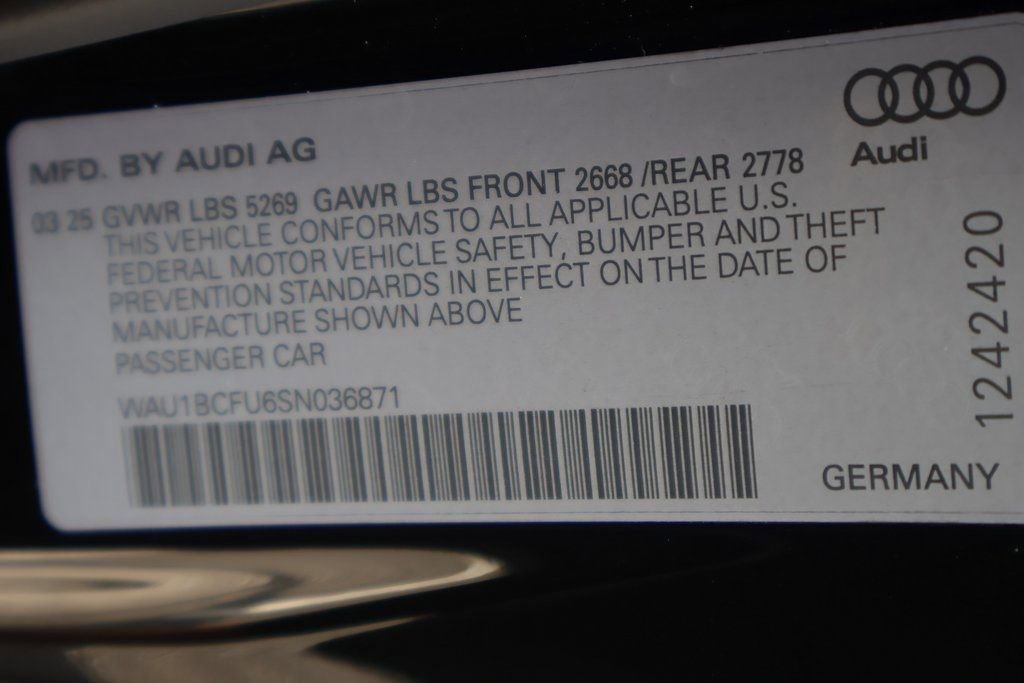 MFD. BY AUDI AG
03 25 GVWR LBS 5269 GAWR LBS FRONT 2668 /REAR 2778
THIS VEHICLE CONFORMS TO ALL APPLICABLE U.S.
FEDERAL MOTOR VEHICLE SAFETY, BUMPER AND THEFT
PREVENTION STANDARDS IN EFFECT ON THE DATE OF
MANUFACTURE SHOWN ABOVE
PASSENGER CAR
WAU1BCFU6SN036871
Audi
1242420
GERMANY